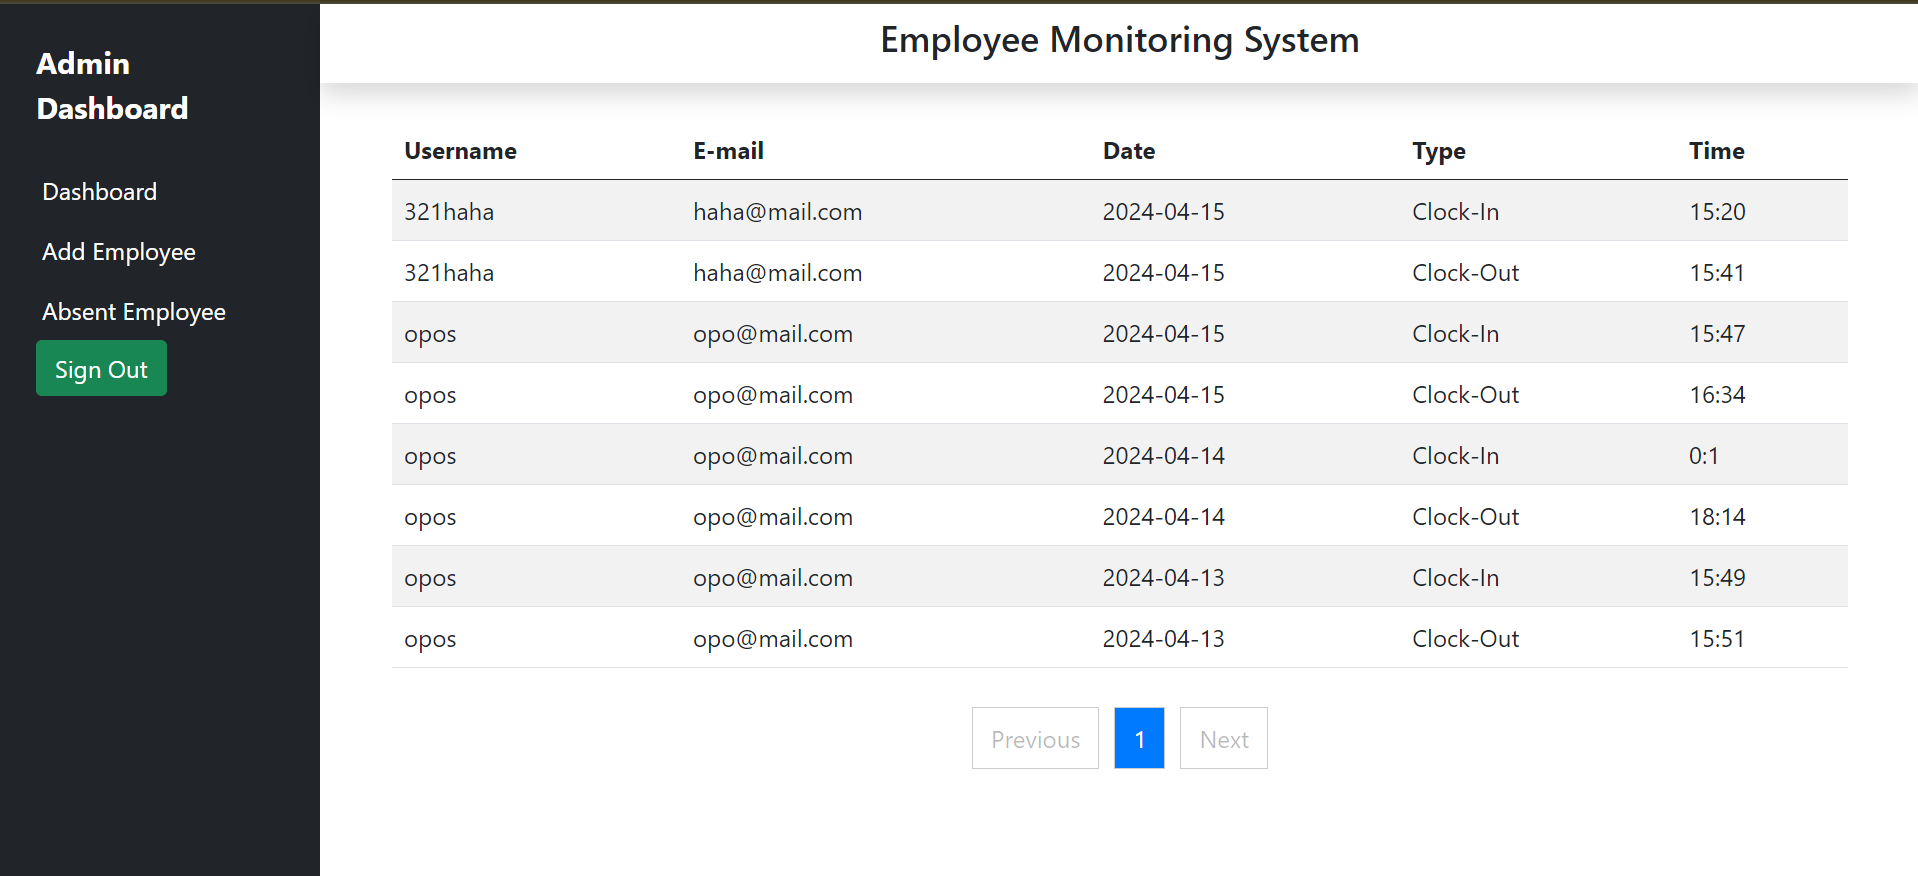 Employee Monitoring System
Admin
Dashboard
Dashboard
Add Employee
Absent Employee
Sign Out
Username E-mail Date Type Time
321haha haha@mail.com 2024-04-15 Clock-In 15:20
321haha haha@mail.com 2024-04-15 Clock-Out 15:41
opos opo@mail.com 2024-04-15 Clock-In 15:47
opos opo@mail.com 2024-04-15 Clock-Out 16:34
opos opo@mail.com 2024-04-14 Clock-In 0:1
opos opo@mail.com 2024-04-14 Clock-Out 18:14
opos opo@mail.com 2024-04-13 Clock-In 15:49
opos opo@mail.com 2024-04-13 Clock-Out 15:51
Previous 1 Next